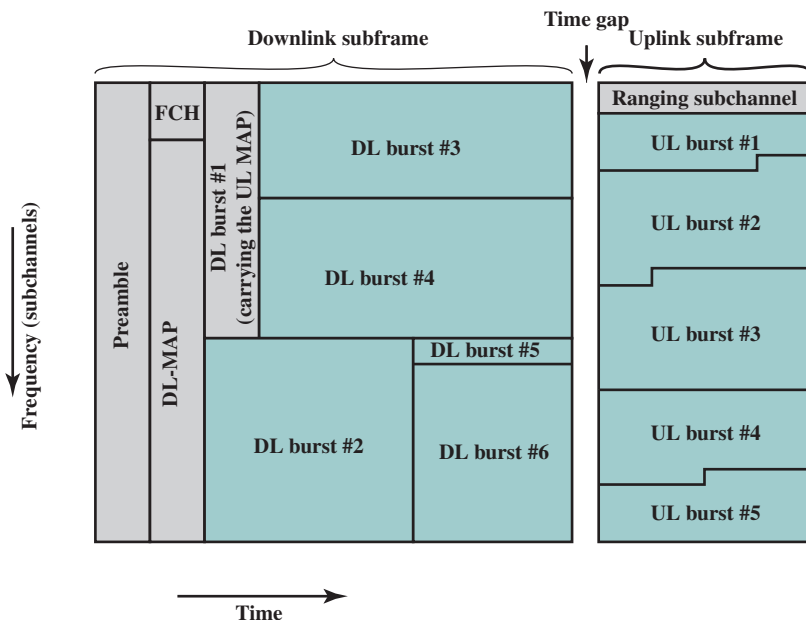 Time gap
Downlink subframe
Uplink subframe
Preamble
FCH
DL-MAP
DL burst #1
(carrying the UL MAP)
DL burst #3
DL burst #4
DL burst #2
DL burst #5
DL burst #6
Ranging subchannel
UL burst #1
UL burst #2
UL burst #3
UL burst #4
UL burst #5
Frequency (subchannels)
Time